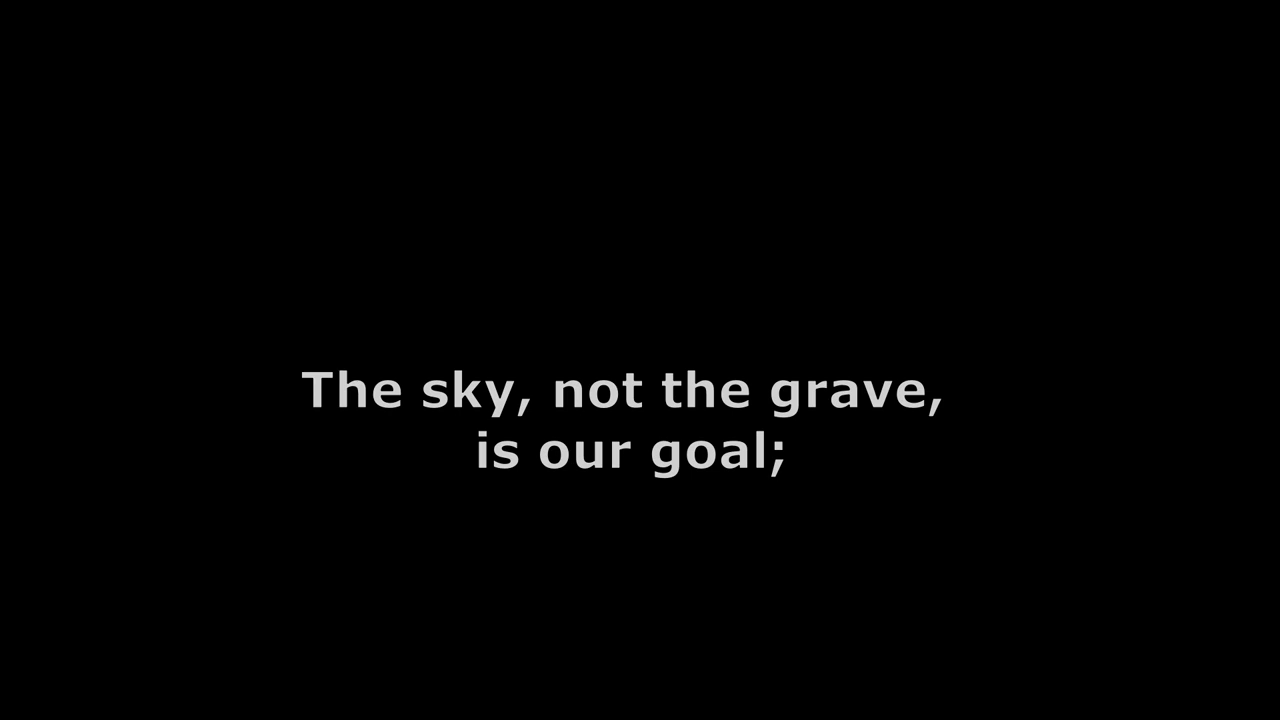 The sky, not the grave,
is our goal;